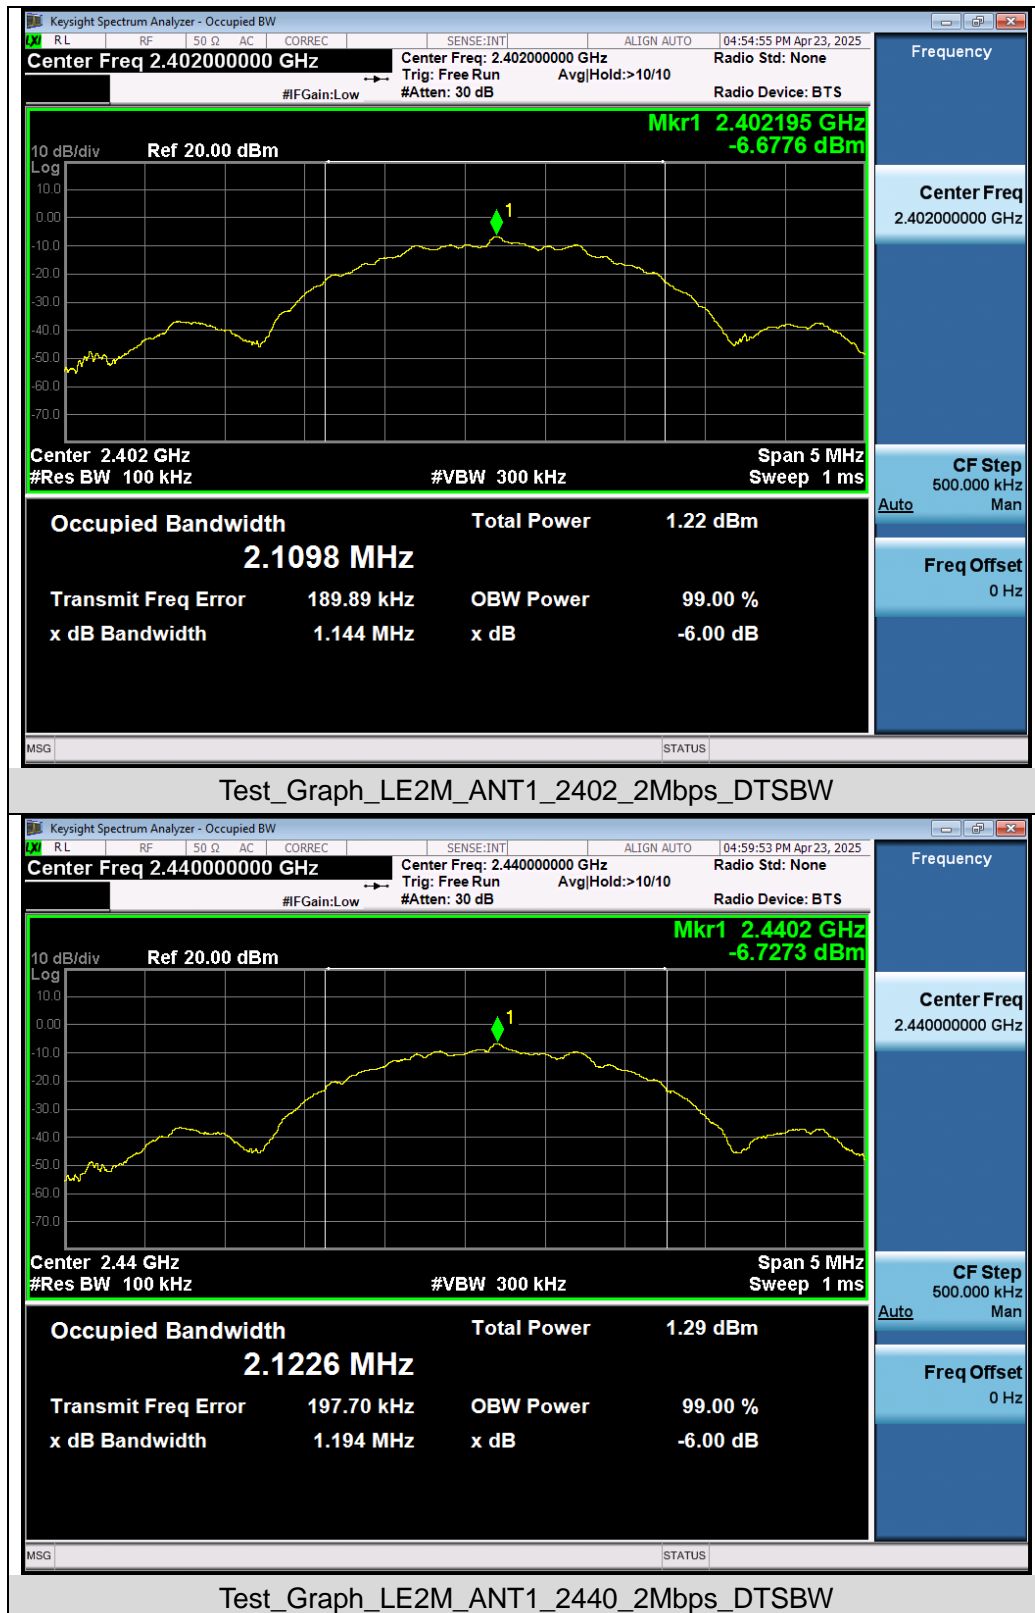 Keysight Spectrum Analyzer - Occupied BW
LXI RL RF 50 Ω AC CORREC SENSE:INT ALIGN AUTO 04:54:55 PM Apr 23, 2025
Center Freq 2.402000000 GHz
Center Freq: 2.402000000 GHz
Radio Std: None
Trig: Free Run Avg|Hold:>10/10
#IFGain:Low
#Atten: 30 dB
Radio Device: BTS
Frequency
Mkr1 2.402195 GHz
-6.6776 dBm
10 dB/div Ref 20.00 dBm
Log
10.0
0.00
-10.0
-20.0
-30.0
-40.0
-50.0
-60.0
-70.0
1
Center 2.402 GHz Span 5 MHz
#Res BW 100 kHz #VBW 300 kHz Sweep 1 ms
Center Freq
2.402000000 GHz
CF Step
500.000 kHz
Auto Man
Freq Offset
0 Hz
Occupied Bandwidth Total Power 1.22 dBm
2.1098 MHz
Transmit Freq Error 189.89 kHz OBW Power 99.00 %
x dB Bandwidth 1.144 MHz x dB -6.00 dB
MSG STATUS
Test_Graph_LE2M_ANT1_2402_2Mbps_DTSBW
Keysight Spectrum Analyzer - Occupied BW
LXI RL RF 50 Ω AC CORREC SENSE:INT ALIGN AUTO 04:59:53 PM Apr 23, 2025
Center Freq 2.440000000 GHz
Center Freq: 2.440000000 GHz
Radio Std: None
Trig: Free Run Avg|Hold:>10/10
#IFGain:Low
#Atten: 30 dB
Radio Device: BTS
Frequency
Mkr1 2.4402 GHz
-6.7273 dBm
10 dB/div Ref 20.00 dBm
Log
10.0
0.00
-10.0
-20.0
-30.0
-40.0
-50.0
-60.0
-70.0
1
Center 2.44 GHz Span 5 MHz
#Res BW 100 kHz #VBW 300 kHz Sweep 1 ms
Center Freq
2.440000000 GHz
CF Step
500.000 kHz
Auto Man
Freq Offset
0 Hz
Occupied Bandwidth Total Power 1.29 dBm
2.1226 MHz
Transmit Freq Error 197.70 kHz OBW Power 99.00 %
x dB Bandwidth 1.194 MHz x dB -6.00 dB
MSG STATUS
Test_Graph_LE2M_ANT1_2440_2Mbps_DTSBW